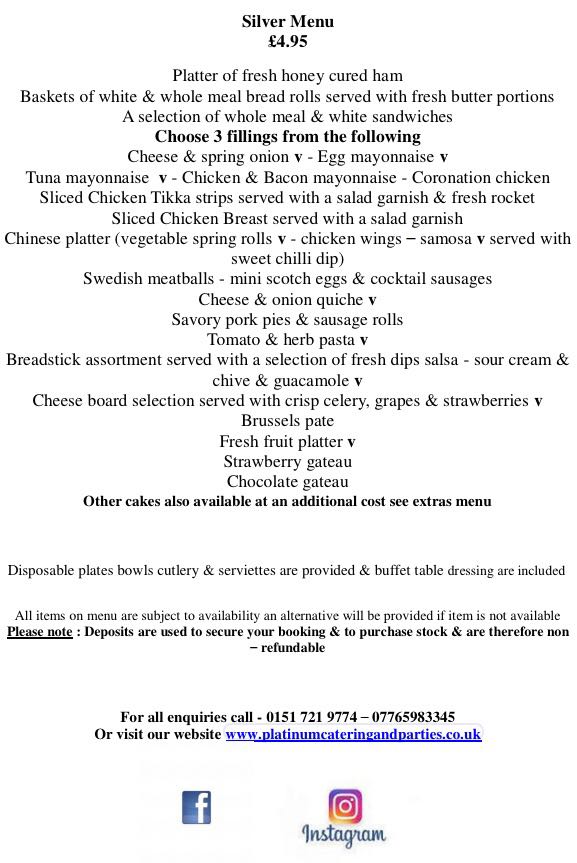 Silver Menu
£4.95
Platter of fresh honey cured ham
Baskets of white & whole meal bread rolls served with fresh butter portions
A selection of whole meal & white sandwiches
Choose 3 fillings from the following
Cheese & spring onion v - Egg mayonnaise v
Tuna mayonnaise  v - Chicken & Bacon mayonnaise - Coronation chicken
Sliced Chicken Tikka strips served with a salad garnish & fresh rocket
Sliced Chicken Breast served with a salad garnish
Chinese platter (vegetable spring rolls v - chicken wings – samosa v served with
sweet chilli dip)
Swedish meatballs - mini scotch eggs & cocktail sausages
Cheese & onion quiche v
Savory pork pies & sausage rolls
Tomato & herb pasta v
Breadstick assortment served with a selection of fresh dips salsa - sour cream &
chive & guacamole v
Cheese board selection served with crisp celery, grapes & strawberries v
Brussels pate
Fresh fruit platter v
Strawberry gateau
Chocolate gateau
Other cakes also available at an additional cost see extras menu
Disposable plates bowls cutlery & serviettes are provided & buffet table dressing are included
All items on menu are subject to availability an alternative will be provided if item is not available
Please note : Deposits are used to secure your booking & to purchase stock & are therefore non
– refundable
For all enquiries call - 0151 721 9774 – 07765983345
Or visit our website www.platinumcateringandparties.co.uk
f
Instagram